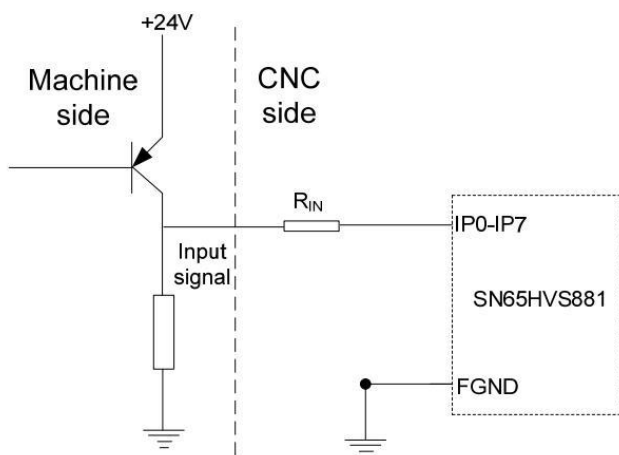 +24V
Machine
side
CNC
side
RIN
IP0-IP7
Input
signal
SN65HVS881
FGND